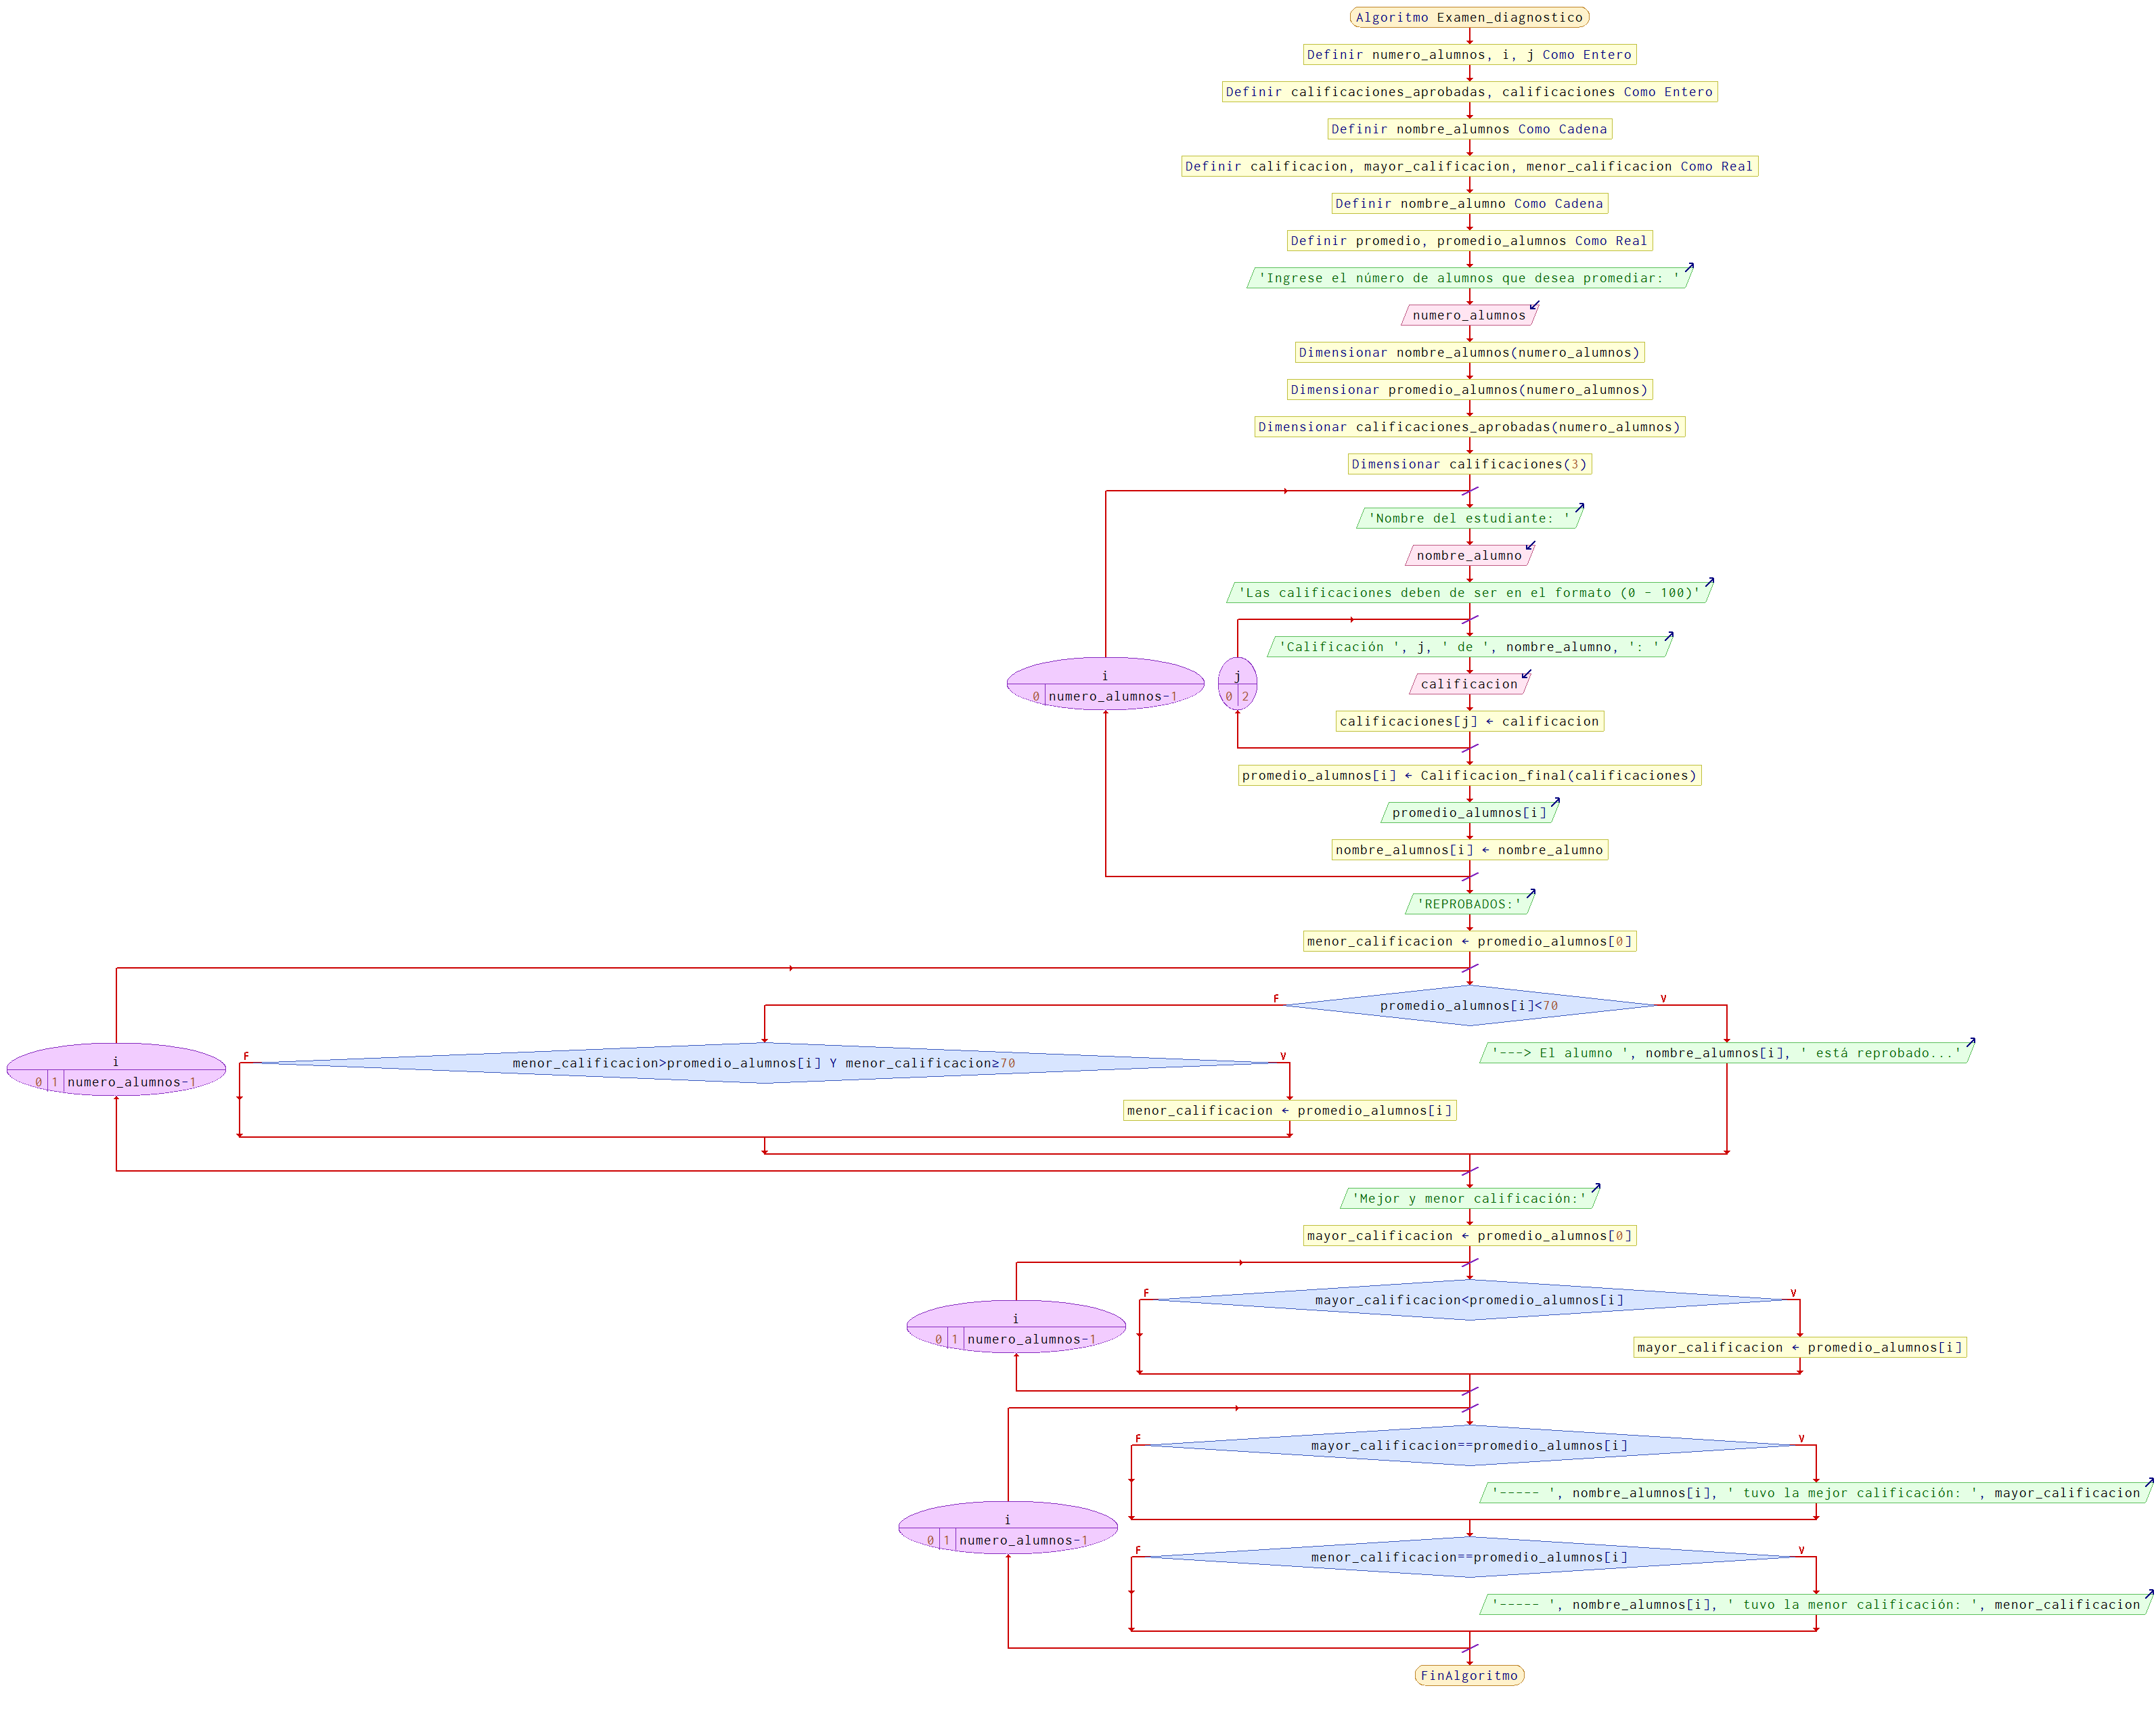 Algoritmo Examen_diagnostico
Definir numero_alumnos, i, j Como Entero
Definir calificaciones_aprobadas, calificaciones Como Entero
Definir nombre_alumnos Como Cadena
Definir calificacion, mayor_calificacion, menor_calificacion Como Real
Definir nombre_alumno Como Cadena
Definir promedio, promedio_alumnos Como Real
'Ingrese el número de alumnos que desea promediar: '
numero_alumnos
Dimensionar nombre_alumnos(numero_alumnos)
Dimensionar promedio_alumnos(numero_alumnos)
Dimensionar calificaciones_aprobadas(numero_alumnos)
Dimensionar calificaciones(3)
i
0 numero_alumnos-1
'Nombre del estudiante: '
nombre_alumno
'Las calificaciones deben de ser en el formato (0 - 100)'
j
0 2
'Calificación ', j, ' de ', nombre_alumno, ': '
calificacion
calificaciones[j] ← calificacion
promedio_alumnos[i] ← Calificacion_final(calificaciones)
promedio_alumnos[i]
nombre_alumnos[i] ← nombre_alumno
'REPROBADOS:'
menor_calificacion ← promedio_alumnos[0]
i
0 1 numero_alumnos-1
F
promedio_alumnos[i]<70
V
F
menor_calificacion>promedio_alumnos[i] Y menor_calificacion≥70
V
'---> El alumno ', nombre_alumnos[i], ' está reprobado...'
menor_calificacion ← promedio_alumnos[i]
'Mejor y menor calificación:'
mayor_calificacion ← promedio_alumnos[0]
i
0 1 numero_alumnos-1
F
mayor_calificacion<promedio_alumnos[i]
V
mayor_calificacion ← promedio_alumnos[i]
i
0 1 numero_alumnos-1
F
mayor_calificacion==promedio_alumnos[i]
V
'----- ', nombre_alumnos[i], ' tuvo la mejor calificación: ', mayor_calificacion
F
menor_calificacion==promedio_alumnos[i]
V
'----- ', nombre_alumnos[i], ' tuvo la menor calificación: ', menor_calificacion
FinAlgoritmo